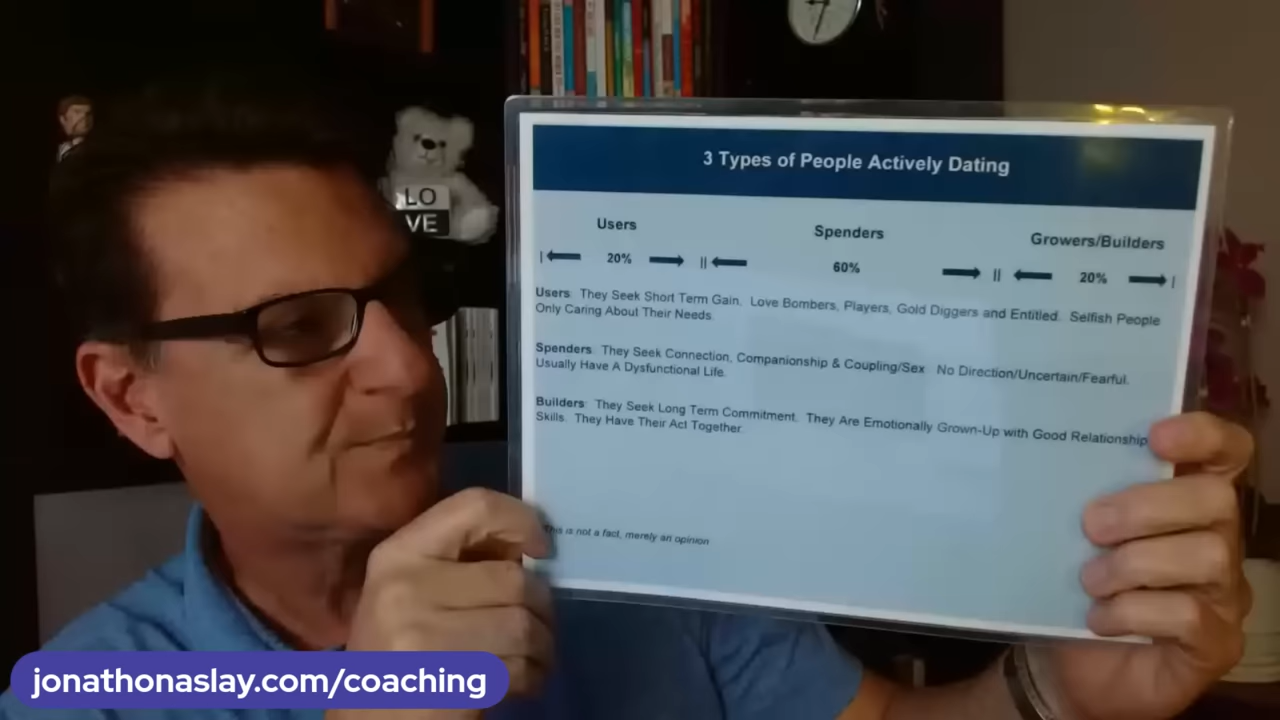 LO
VE
3 Types of People Actively Dating
Users
Spenders
Growers/Builders
20%
60%
20%
Users: They Seek Short Term Gain. Love Bombers, Players, Gold Diggers and Entitled. Selfish People
Only Caring About Their Needs.
Spenders: They Seek Connection, Companionship & Coupling/Sex. No Direction/Uncertain/Fearful.
Usually Have A Dysfunctional Life.
Builders: They Seek Long Term Commitment. They Are Emotionally Grown-Up with Good Relationship
Skills. They Have Their Act Together.
This is not a fact, merely an opinion
jonathonaslay.com/coaching